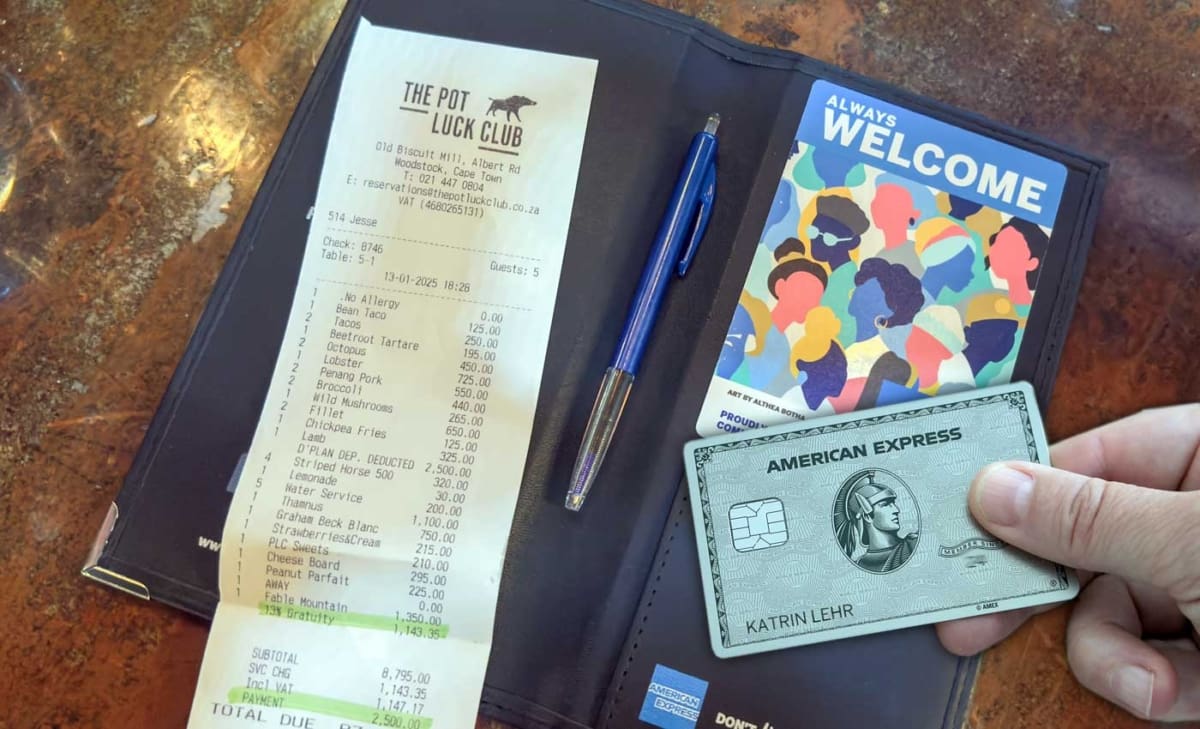 THE POT
LUCK CLUB
Old Biscuit Mill, Albert Rd
Woodstock, Cape Town
T: 021 447 0804
E: reservations@thepotluckclub.co.za
VAT (4680265131)
514 Jesse
Check: 8746
Table: 5-1 Guests: 5
13-01-2025 18:28
1 .No Allergy 0.00
1 Bean Taco 125.00
2 Tacos 250.00
1 Beetroot Tartare 195.00
2 Octopus 450.00
2 Lobster 725.00
2 Penang Pork 550.00
2 Broccoli 440.00
1 Wild Mushrooms 265.00
2 Fillet 650.00
1 Chickpea Fries 125.00
1 Lamb 325.00
D'PLAN DEP. DEDUCTED 2,500.00
4 Striped Horse 500 320.00
1 Lemonade 30.00
5 Water Service 200.00
1 Thamnus 1,100.00
1 Graham Beck Blanc 750.00
1 Strawberries&Cream 215.00
1 PLC Sweets 210.00
1 Cheese Board 295.00
1 Peanut Parfait 225.00
1 AWAY 0.00
1 Fable Mountain 1,350.00
13% Gratuity 1,143.35
SUBTOTAL 8,795.00
SVC CHG 1,143.35
Incl VAT 1,147.17
PAYMENT 2,500.00
TOTAL DUE
www
ALWAYS
WELCOME
ART BY ALTHEA BOTHA
PROUDLY
AMERICAN EXPRESS
MEMBER SINCE
© AMEX
KATRIN LEHR
AMERICAN
EXPRESS
DON'T